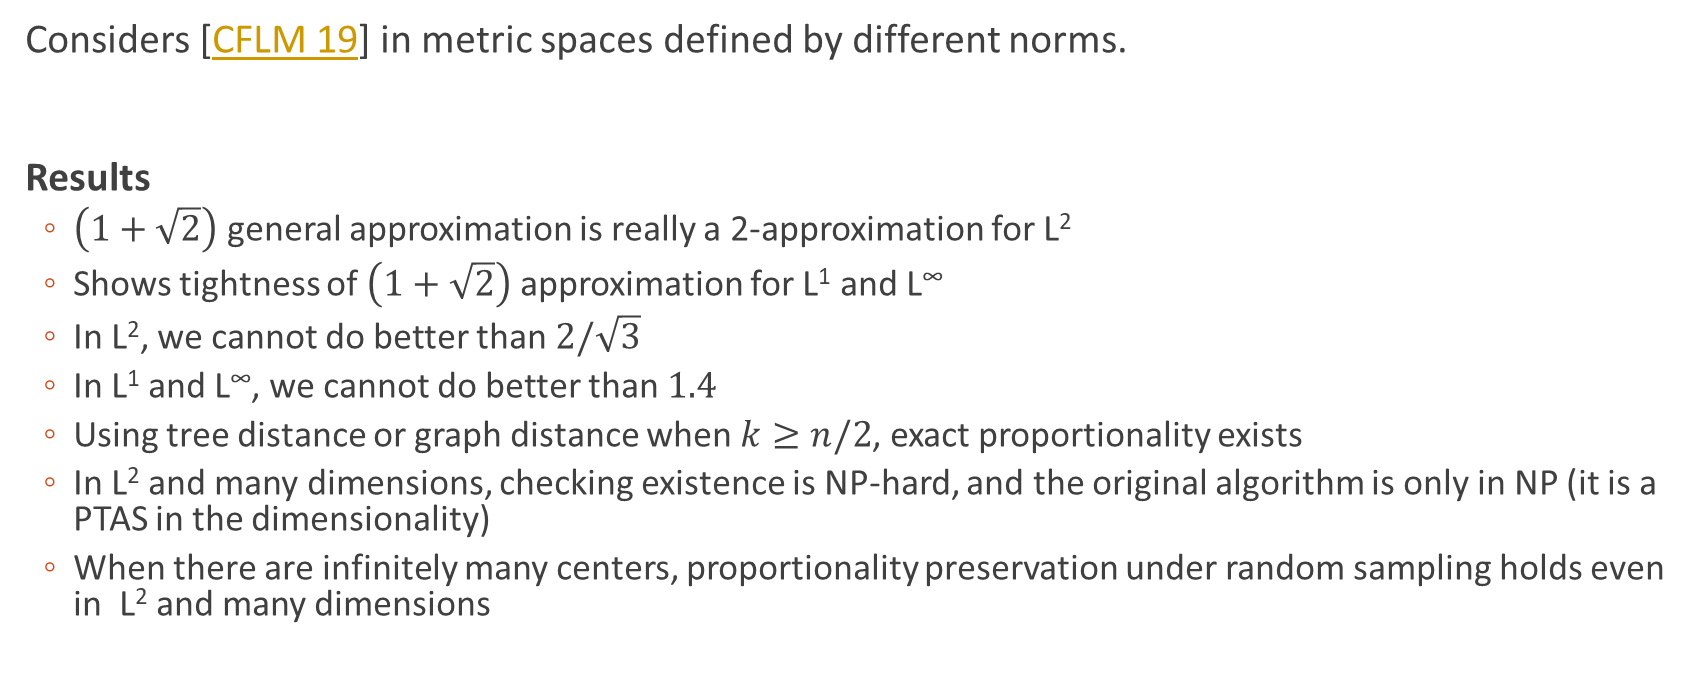 Considers [CFLM 19] in metric spaces defined by different norms.
Results
◦ (1 + √2) general approximation is really a 2-approximation for L²
◦ Shows tightness of (1 + √2) approximation for L¹ and L∞
◦ In L², we cannot do better than 2/√3
◦ In L¹ and L∞, we cannot do better than 1.4
◦ Using tree distance or graph distance when k ≥ n/2, exact proportionality exists
◦ In L² and many dimensions, checking existence is NP-hard, and the original algorithm is only in NP (it is a
PTAS in the dimensionality)
◦ When there are infinitely many centers, proportionality preservation under random sampling holds even
in L² and many dimensions